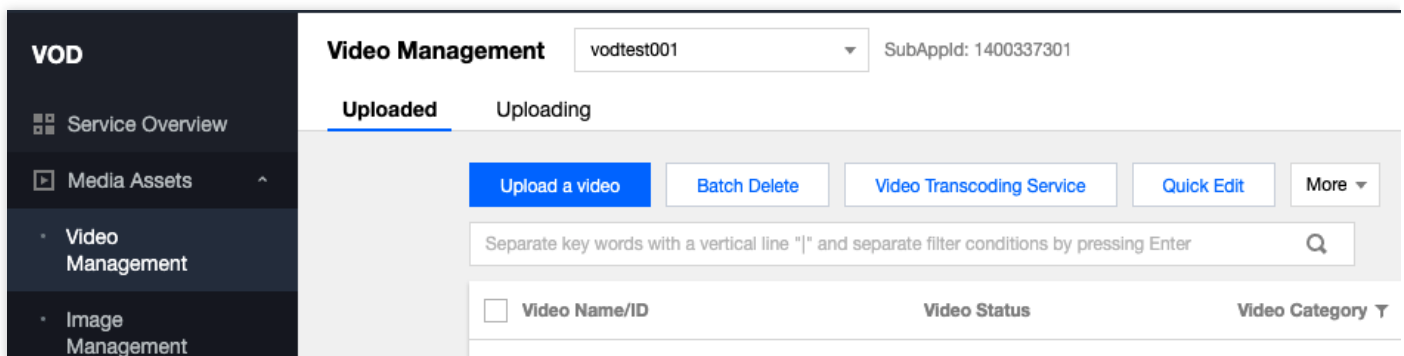 VOD
Video Management
vodtest001
SubAppId: 1400337301
Service Overview
Uploaded
Uploading
Media Assets
Upload a video
Batch Delete
Video Transcoding Service
Quick Edit
More
Video
Management
Separate key words with a vertical line "|" and separate filter conditions by pressing Enter
Video Name/ID
Video Status
Video Category
Image
Management